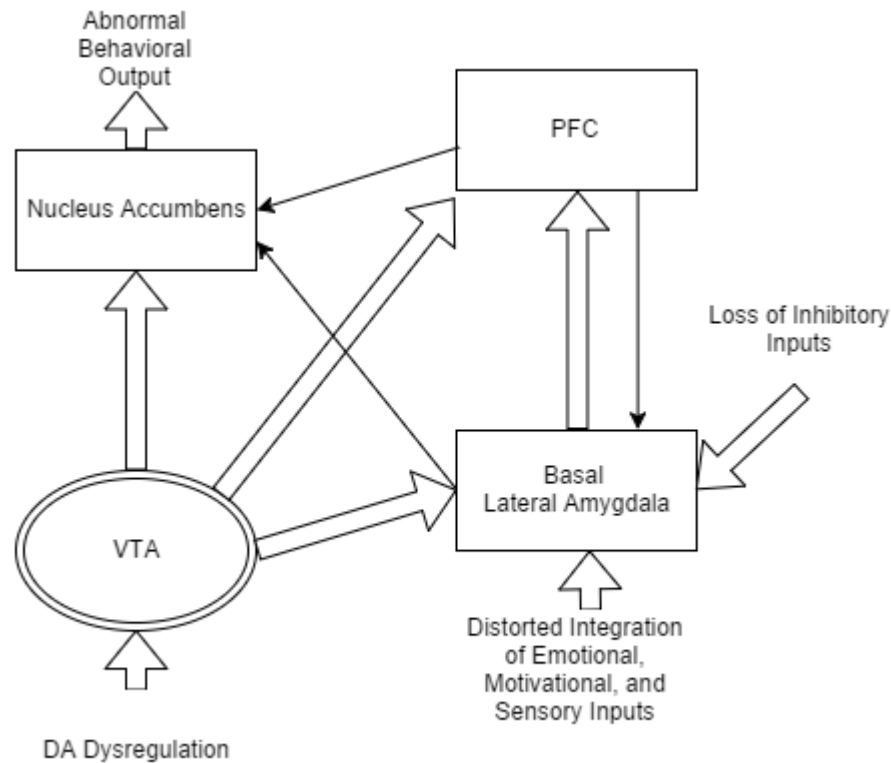 Abnormal
Behavioral
Output
PFC
Nucleus Accumbens
Loss of Inhibitory
Inputs
Basal
Lateral Amygdala
VTA
Distorted Integration
of Emotional,
Motivational, and
Sensory Inputs
DA Dysregulation